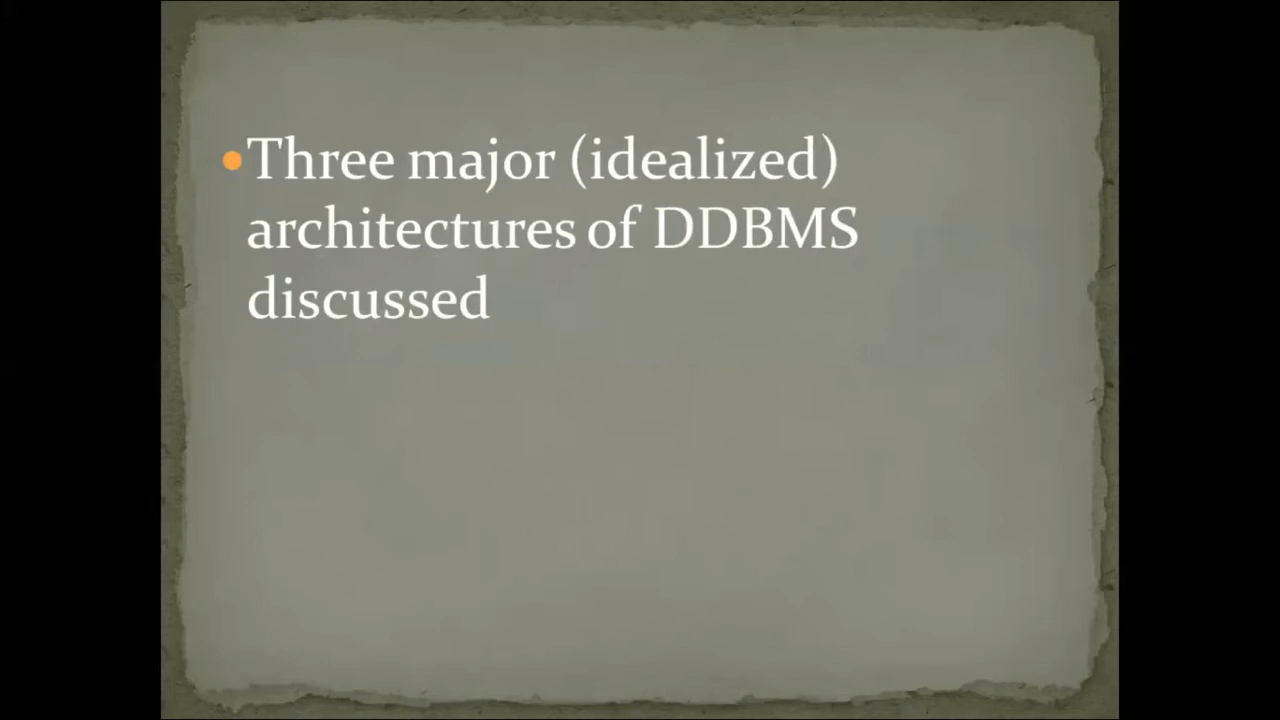 •Three major (idealized)
architectures of DDBMS
discussed